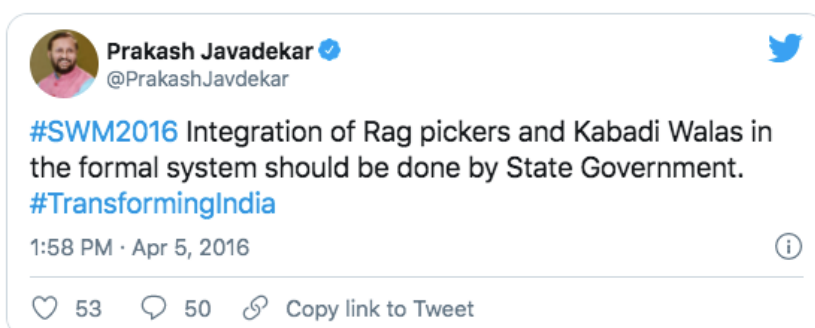 Prakash Javadekar
@PrakashJavdekar
#SWM2016 Integration of Rag pickers and Kabadi Walas in
the formal system should be done by State Government.
#TransformingIndia
1:58 PM · Apr 5, 2016
53 50 Copy link to Tweet